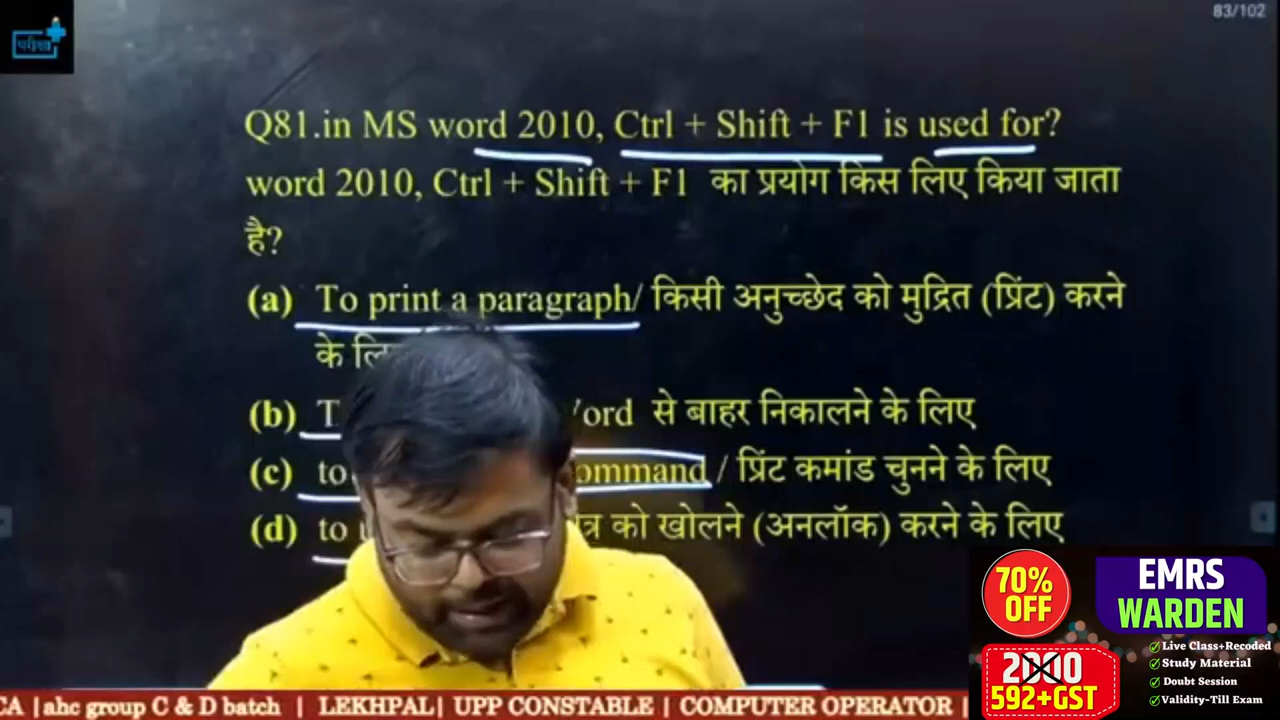 83/102
परीक्षा
Q81.in MS word 2010, Ctrl + Shift + F1 is used for?
word 2010, Ctrl + Shift + F1 का प्रयोग किस लिए किया जाता
है?
(a) To print a paragraph/ किसी अनुच्छेद को मुद्रित (प्रिंट) करने
के
(b) से बाहर निकालने के लिए
(c) to / प्रिंट कमांड चुनने के लिए
(d) to को खोलने (अनलॉक) करने के लिए
70%
OFF
EMRS
WARDEN
2000
592+GST
Live Class+Recoded
Study Material
Doubt Session
Validity-Till Exam
CA |ahc group C & D batch | LEKHPAL| UPP CONSTABLE | COMPUTER OPERATOR |